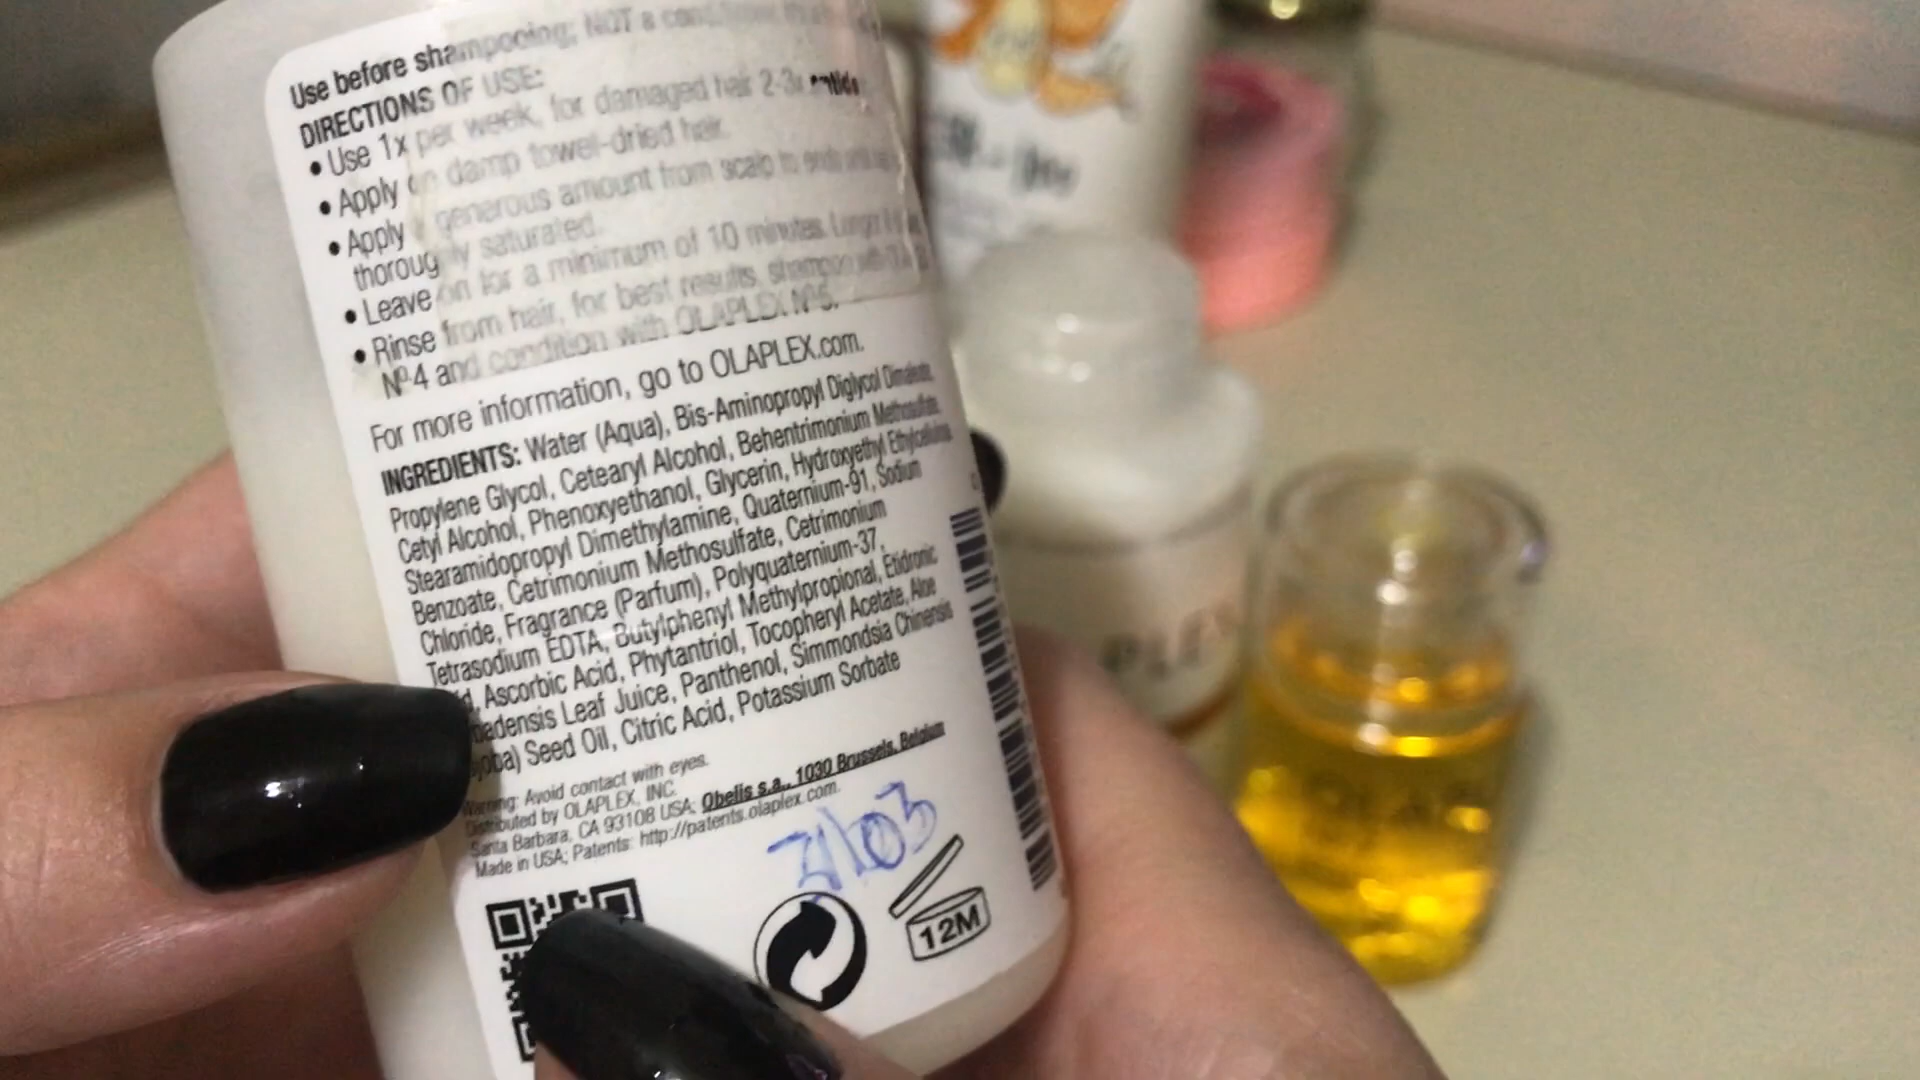 Use before shampooing; NOT a
DIRECTIONS OF USE:
• Use 1x per week, for damaged hair 2-3x
• Apply on damp towel-dried hair.
• Apply generous amount from scalp to ends
thoroughly saturated.
• Leave on for a minimum of 10 minutes. Longer
• Rinse from hair, for best results, shampoo with
Nº4 and condition with OLAPLEX Nº5.
For more information, go to OLAPLEX.com.
INGREDIENTS: Water (Aqua), Bis-Aminopropyl Diglycol Dimaleate,
Propylene Glycol, Cetearyl Alcohol, Behentrimonium Methosulfate,
Cetyl Alcohol, Phenoxyethanol, Glycerin, Hydroxyethyl Ethylcellulose,
Stearamidopropyl Dimethylamine, Quaternium-91, Sodium
Benzoate, Cetrimonium Methosulfate, Cetrimonium
Chloride, Fragrance (Parfum), Polyquaternium-37,
Tetrasodium EDTA, Butylphenyl Methylpropional, Etidronic
Ascorbic Acid, Phytantriol, Tocopheryl Acetate, Aloe
badensis Leaf Juice, Panthenol, Simmondsia Chinensis
joba) Seed Oil, Citric Acid, Potassium Sorbate
Warning: Avoid contact with eyes.
Distributed by OLAPLEX, INC.
Santa Barbara, CA 93108 USA; Obelis s.a., 1030 Brussels, Belgium
Made in USA; Patents: http://patents.olaplex.com.
12M